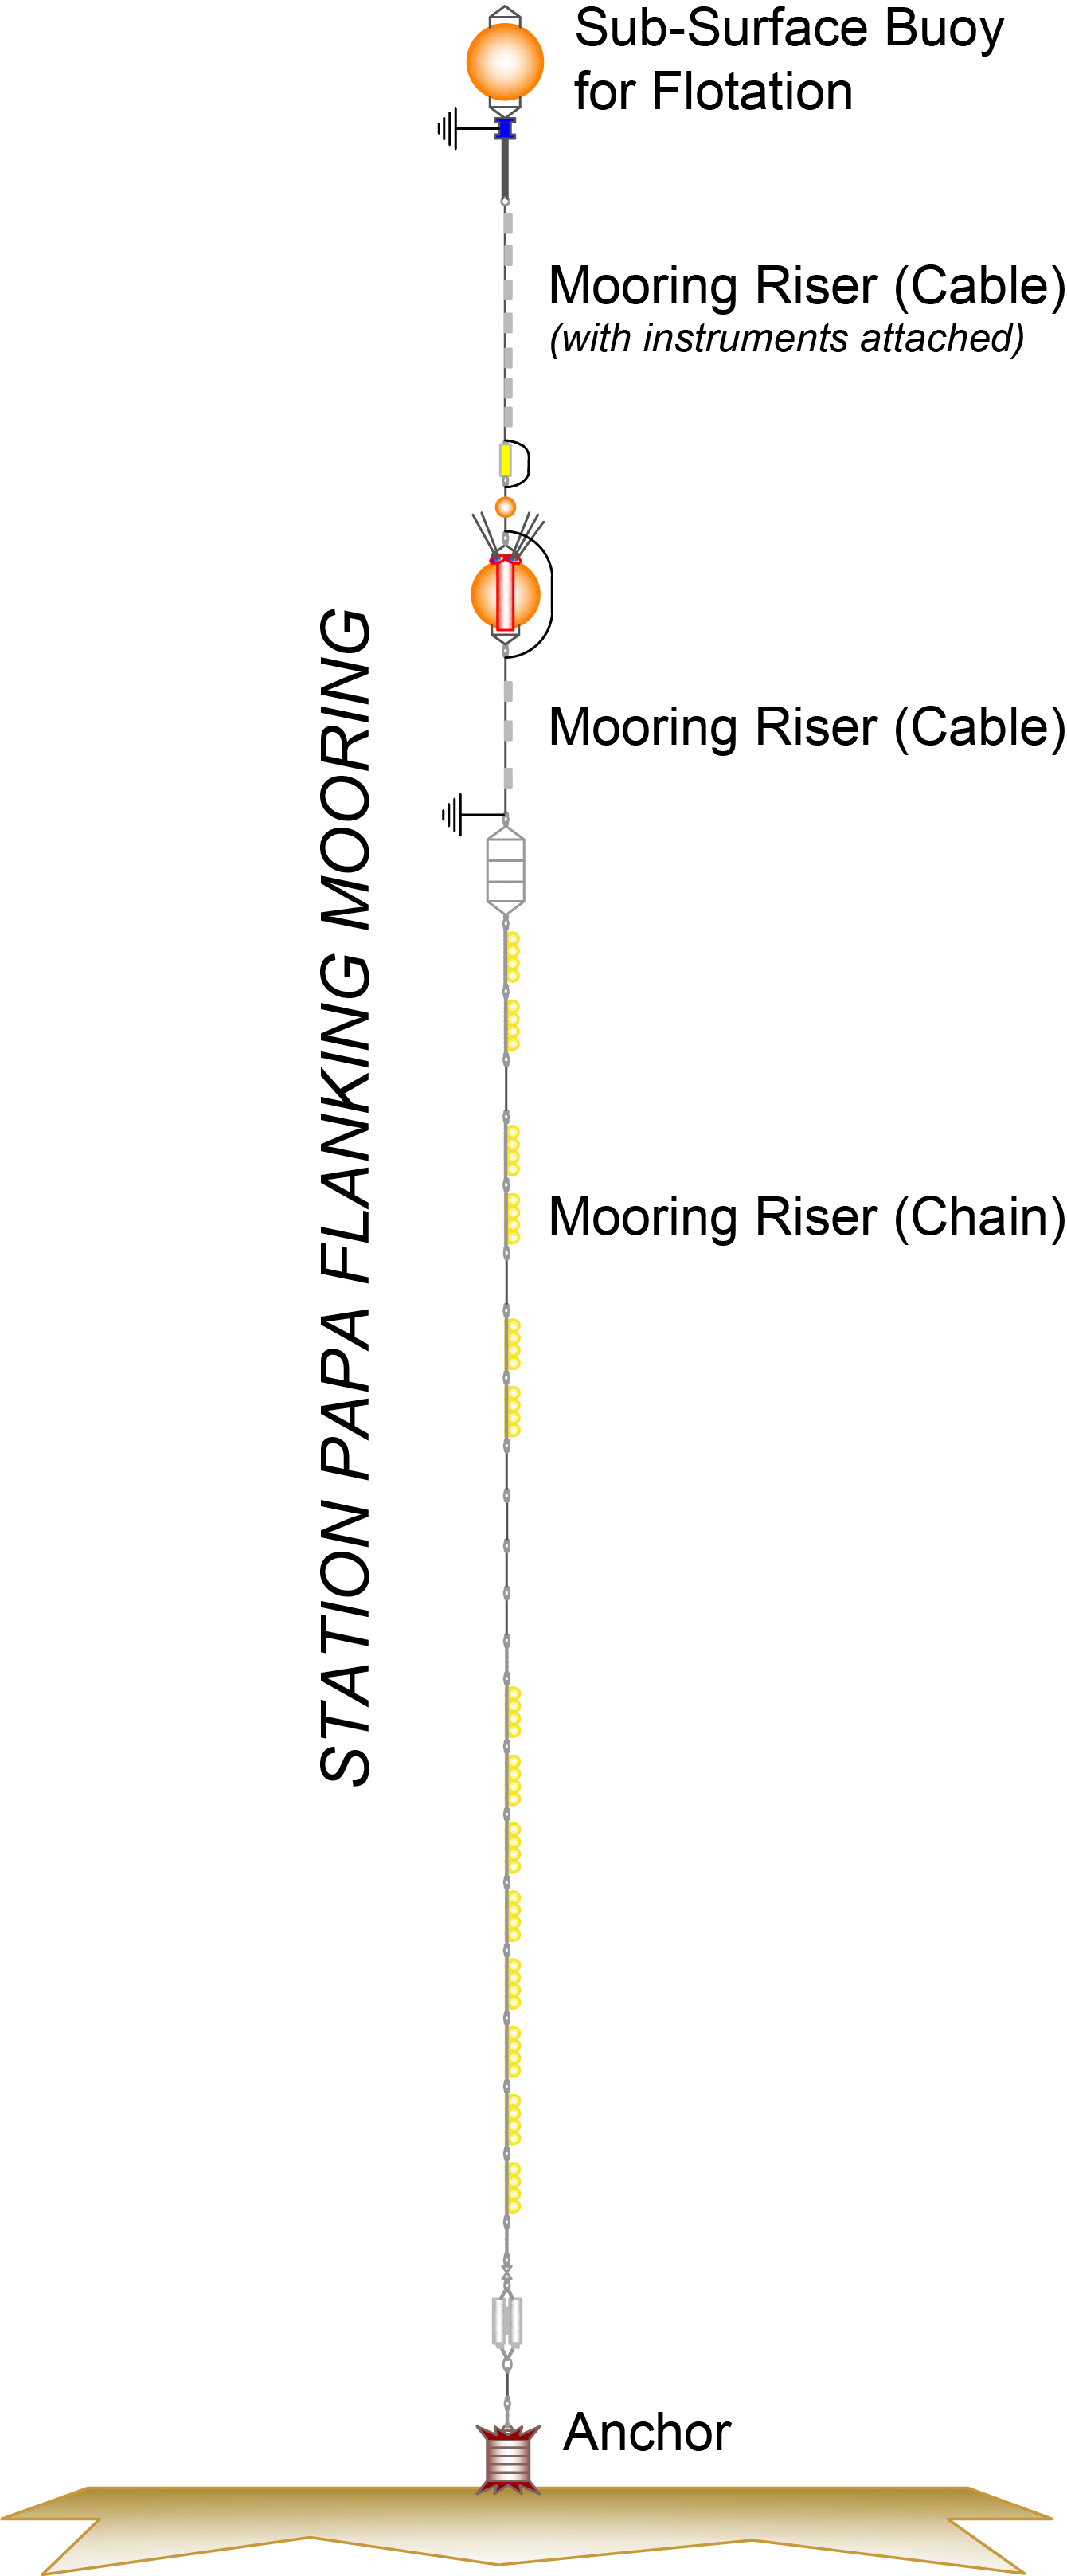 Sub-Surface Buoy
for Flotation
Mooring Riser (Cable)
(with instruments attached)
STATION PAPA FLANKING MOORING
Mooring Riser (Cable)
Mooring Riser (Chain)
Anchor